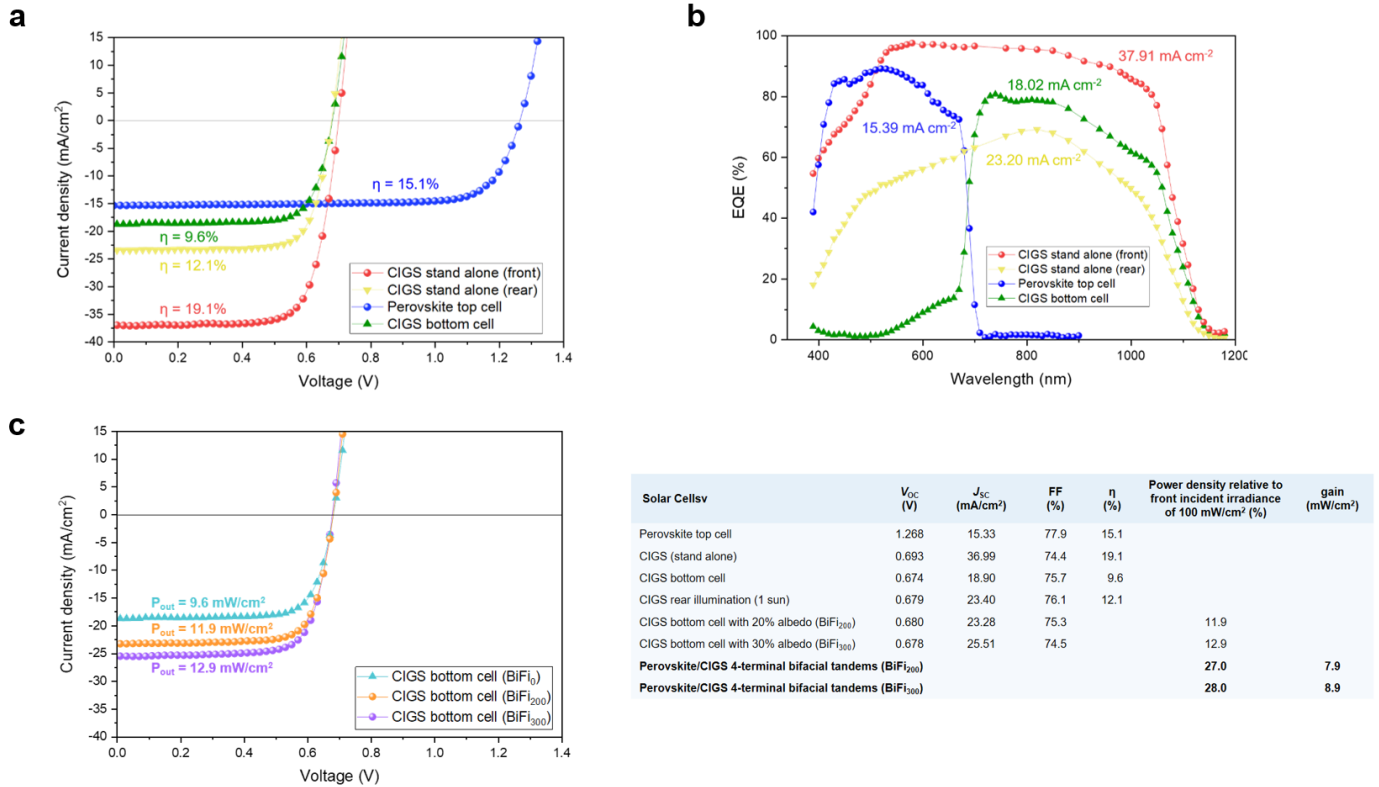 a
15
10
5
0
-5
-10
-15
-20
-25
-30
-35
-40
Current density (mA/cm²)
η = 15.1%
η = 9.6%
η = 12.1%
η = 19.1%
CIGS stand alone (front)
CIGS stand alone (rear)
Perovskite top cell
CIGS bottom cell
0.0 0.2 0.4 0.6 0.8 1.0 1.2 1.4
Voltage (V)
b
100
80
60
40
20
0
EQE (%)
37.91 mA cm⁻²
18.02 mA cm⁻²
15.39 mA cm⁻²
23.20 mA cm⁻²
CIGS stand alone (front)
CIGS stand alone (rear)
Perovskite top cell
CIGS bottom cell
400 600 800 1000 1200
Wavelength (nm)
c
15
10
5
0
-5
-10
-15
-20
-25
-30
-35
-40
Current density (mA/cm²)
Pout = 9.6 mW/cm²
Pout = 11.9 mW/cm²
Pout = 12.9 mW/cm²
CIGS bottom cell (BiFi₀)
CIGS bottom cell (BiFi₂₀₀)
CIGS bottom cell (BiFi₃₀₀)
0.0 0.2 0.4 0.6 0.8 1.0 1.2 1.4
Voltage (V)
Solar Cellsv VOC (V) JSC (mA/cm²) FF (%) η (%) Power density relative to front incident irradiance of 100 mW/cm² (%) gain (mW/cm²)
Perovskite top cell 1.268 15.33 77.9 15.1
CIGS (stand alone) 0.693 36.99 74.4 19.1
CIGS bottom cell 0.674 18.90 75.7 9.6
CIGS rear illumination (1 sun) 0.679 23.40 76.1 12.1
CIGS bottom cell with 20% albedo (BiFi₂₀₀) 0.680 23.28 75.3 11.9
CIGS bottom cell with 30% albedo (BiFi₃₀₀) 0.678 25.51 74.5 12.9
Perovskite/CIGS 4-terminal bifacial tandems (BiFi₂₀₀) 27.0 7.9
Perovskite/CIGS 4-terminal bifacial tandems (BiFi₃₀₀) 28.0 8.9